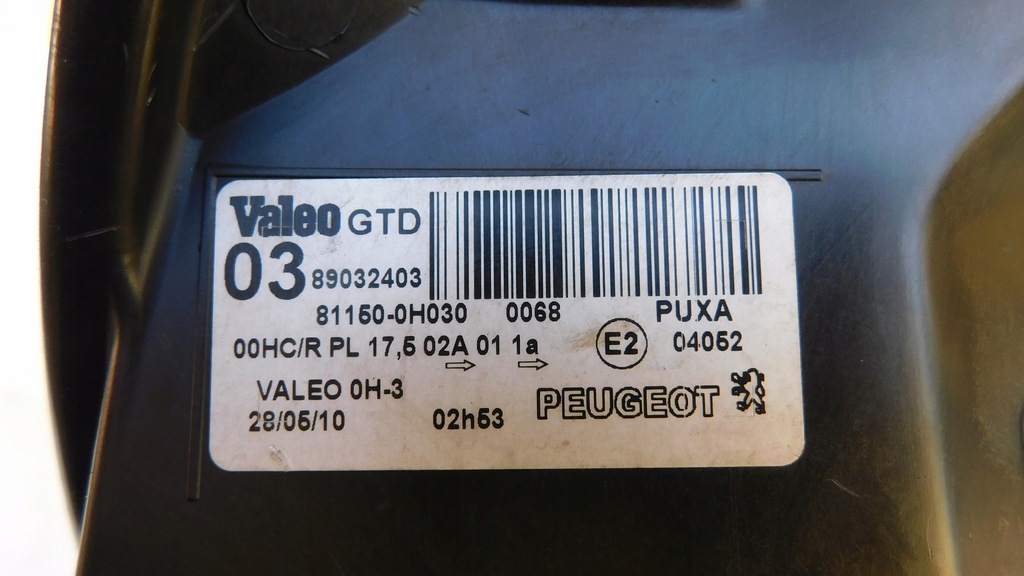 Valeo GTD
03 89032403
81150-0H030 0068 PUXA
00HC/R PL 17,5 02A 01 1a E2 04052
VALEO 0H-3 PEUGEOT
28/05/10 02h53